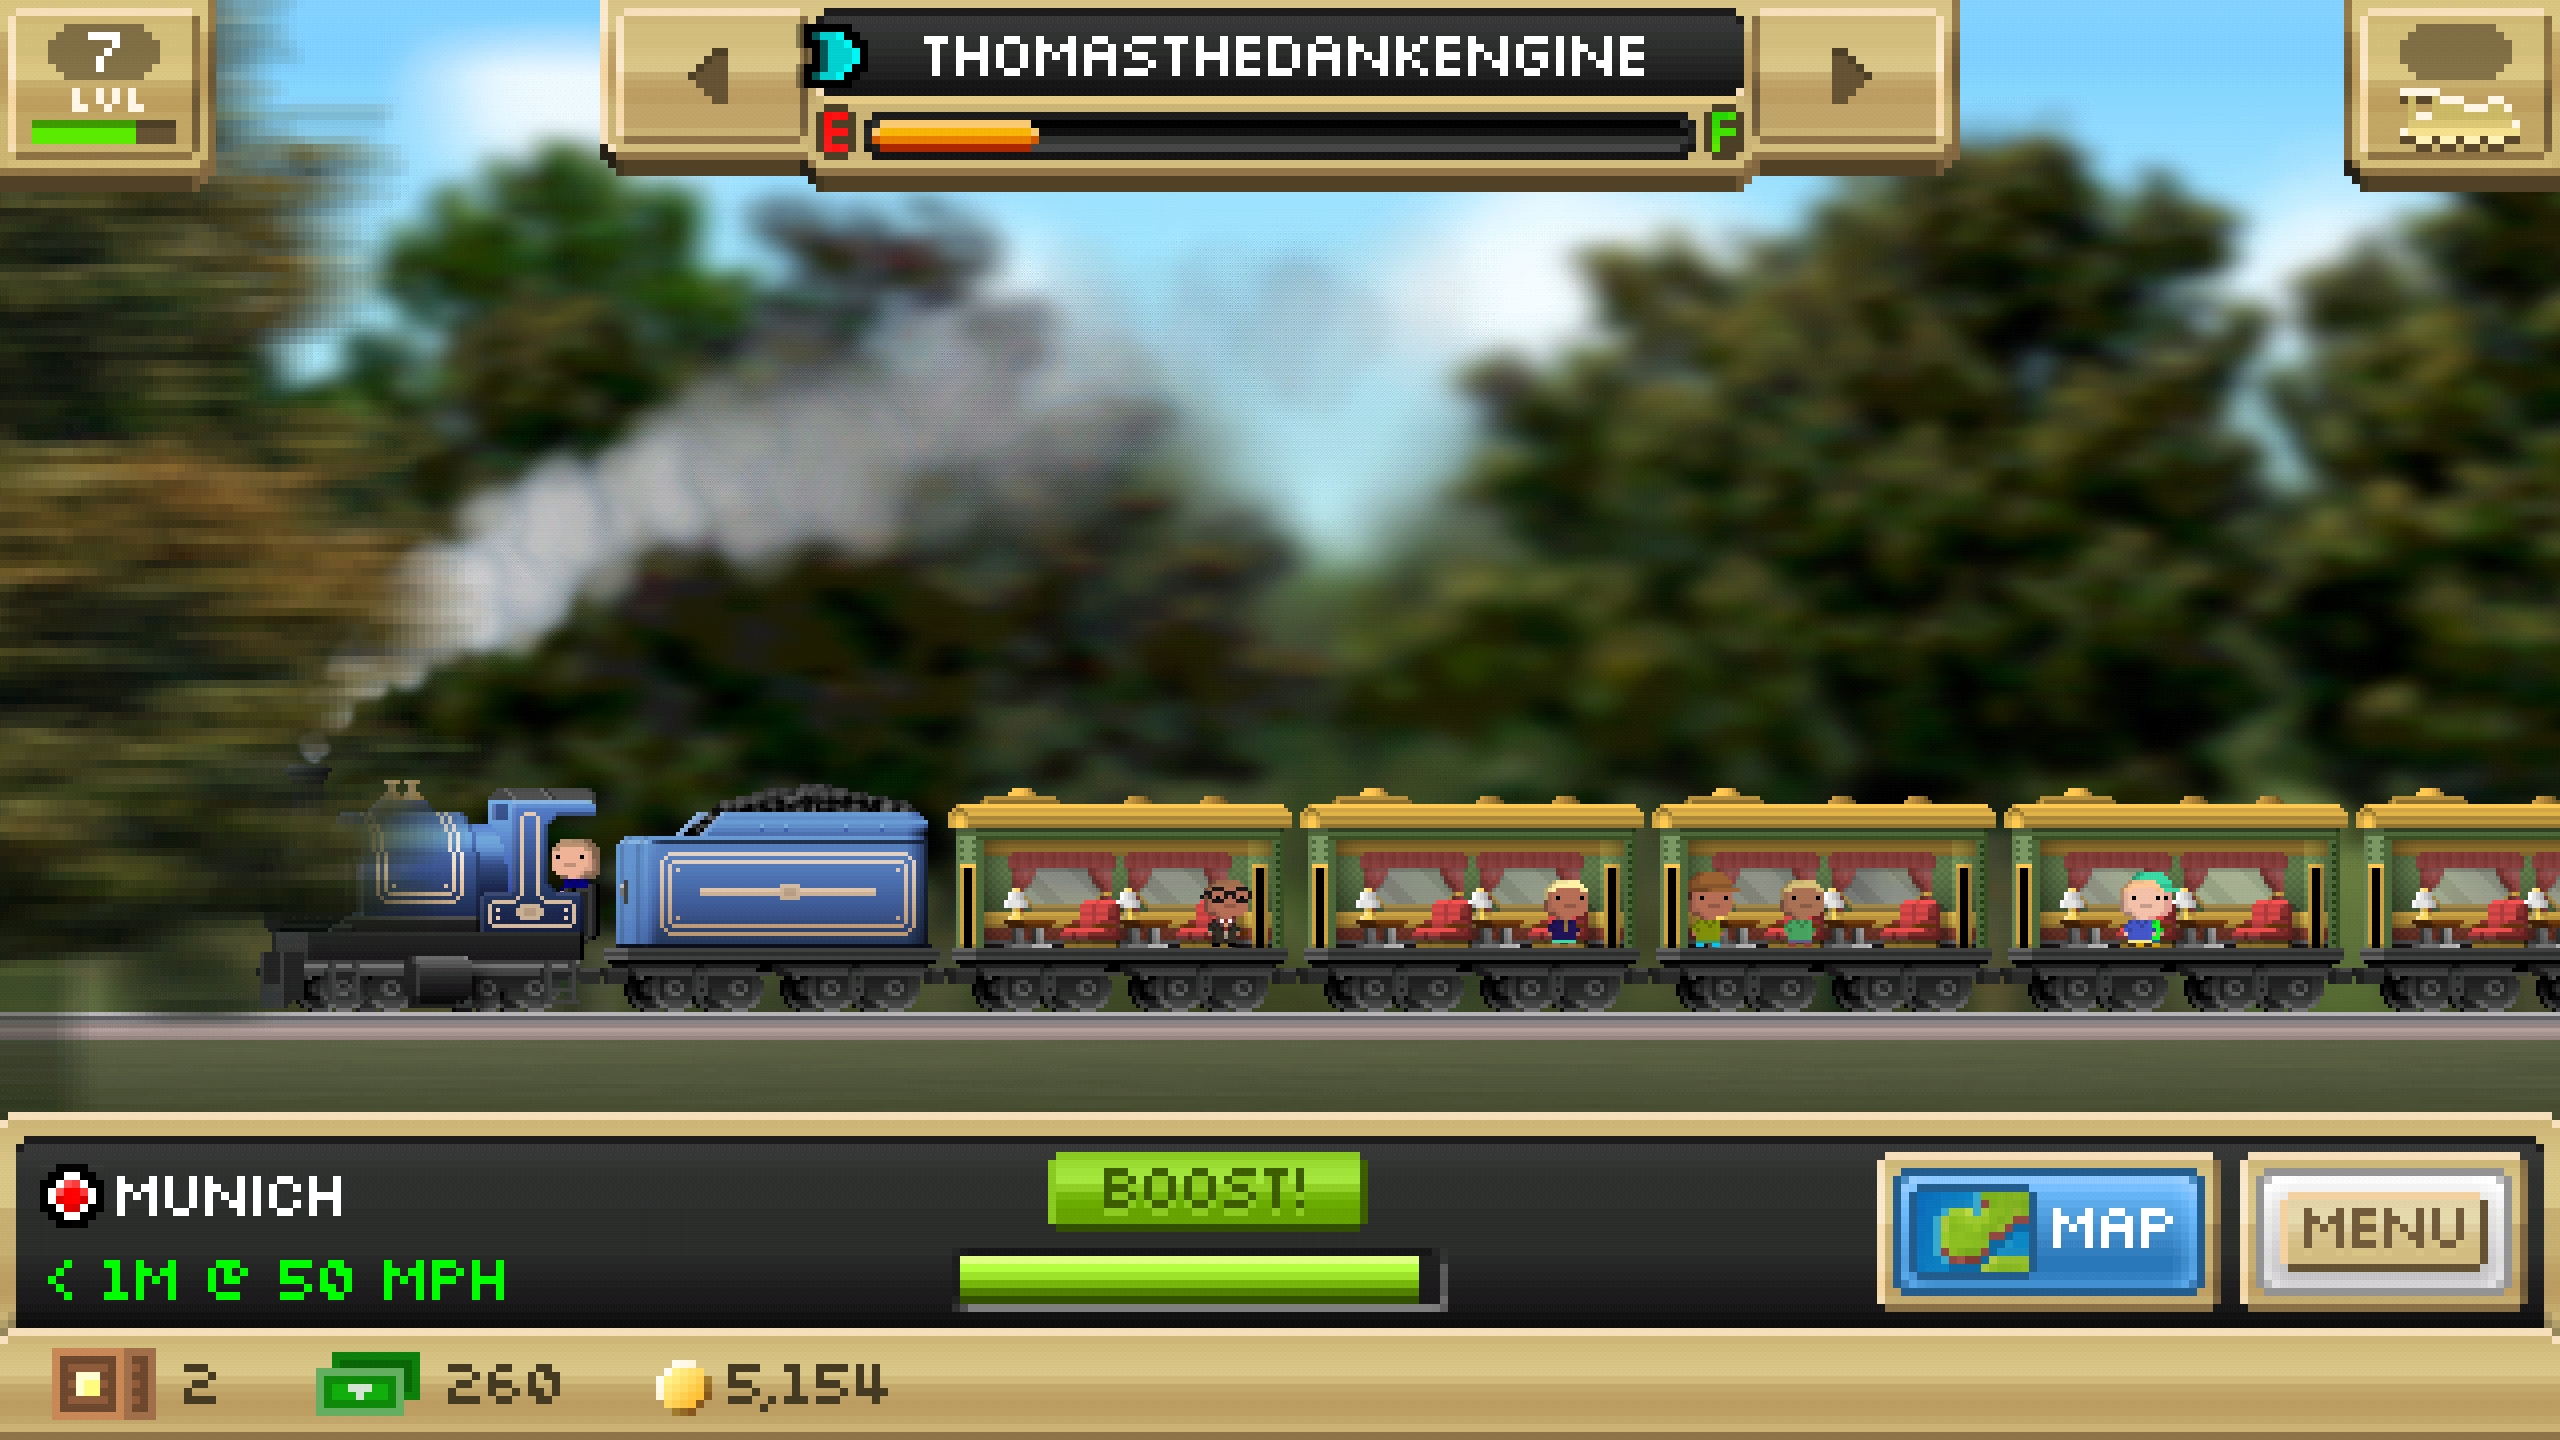 7
LVL
THOMASTHEDANKENGINE
E
F
MUNICH
< 1M @ 50 MPH
BOOST!
MAP
MENU
2
260
5,154